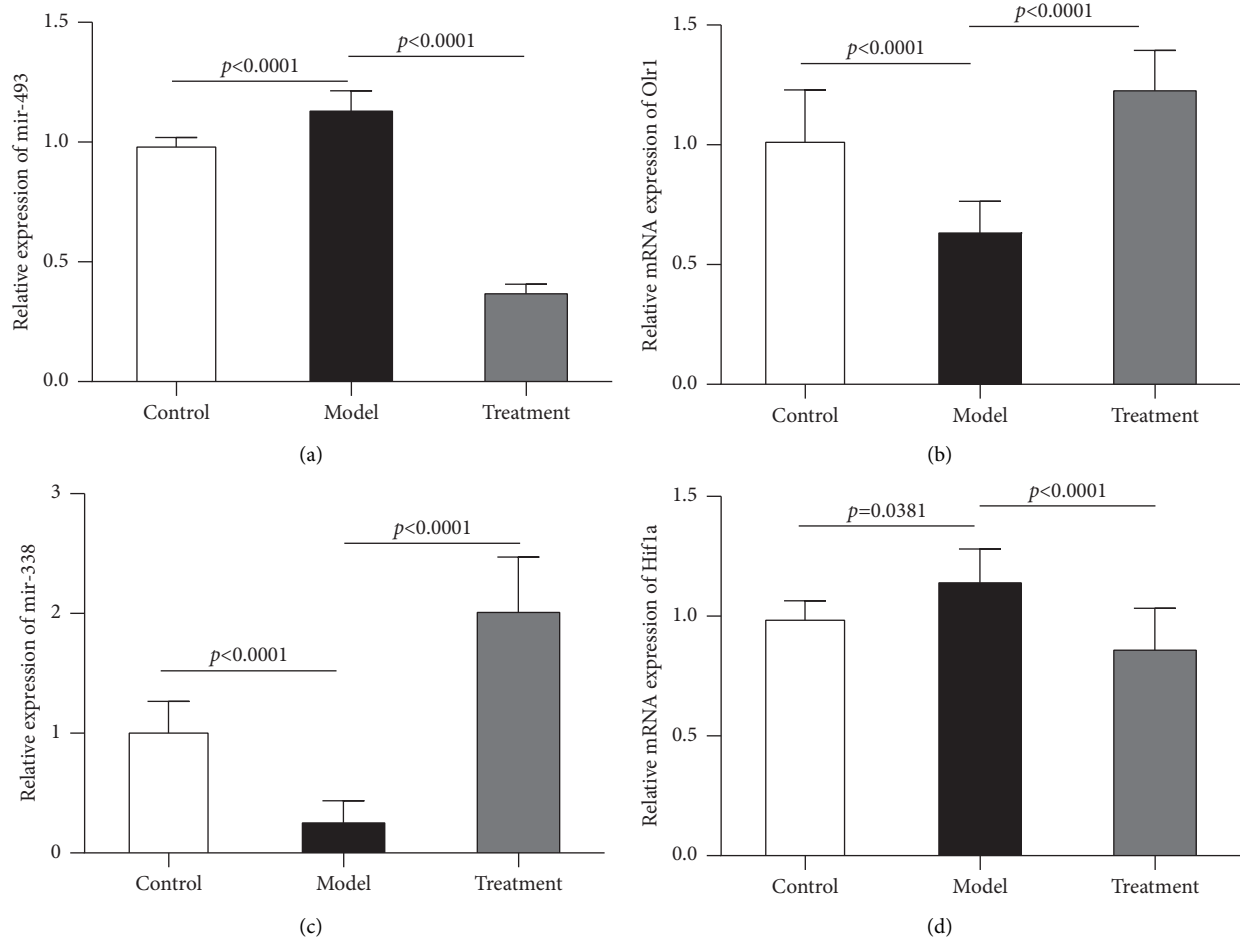 Relative expression of mir-493
1.5
1.0
0.5
0.0
p<0.0001
p<0.0001
Control
Model
Treatment
(a)
Relative mRNA expression of Olr1
1.5
1.0
0.5
0.0
p<0.0001
p<0.0001
Control
Model
Treatment
(b)
Relative expression of mir-338
3
2
1
0
p<0.0001
p<0.0001
Control
Model
Treatment
(c)
Relative mRNA expression of Hif1a
1.5
1.0
0.5
0.0
p=0.0381
p<0.0001
Control
Model
Treatment
(d)